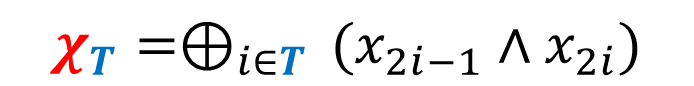 χ_T = ⊕_{i∈T} (x_{2i−1} ∧ x_{2i})